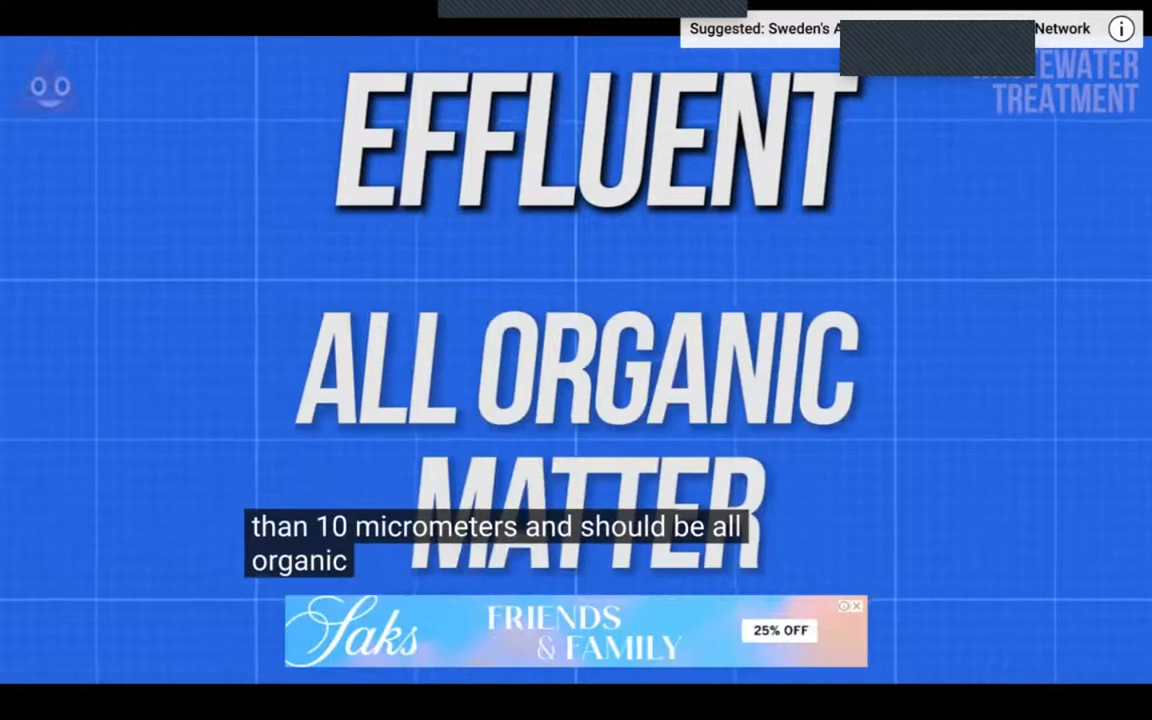 Suggested: Sweden's
Network
TREATMENT
EFFLUENT
ALL ORGANIC
MATTER
than 10 micrometers and should be all
organic
Saks
FRIENDS
& FAMILY
25% OFF